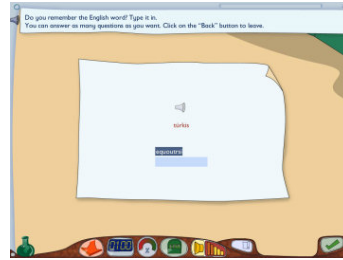 Do you remember the English word? Type it in.
You can answer as many questions as you want. Click on the "Back" button to leave.
türkis
0100